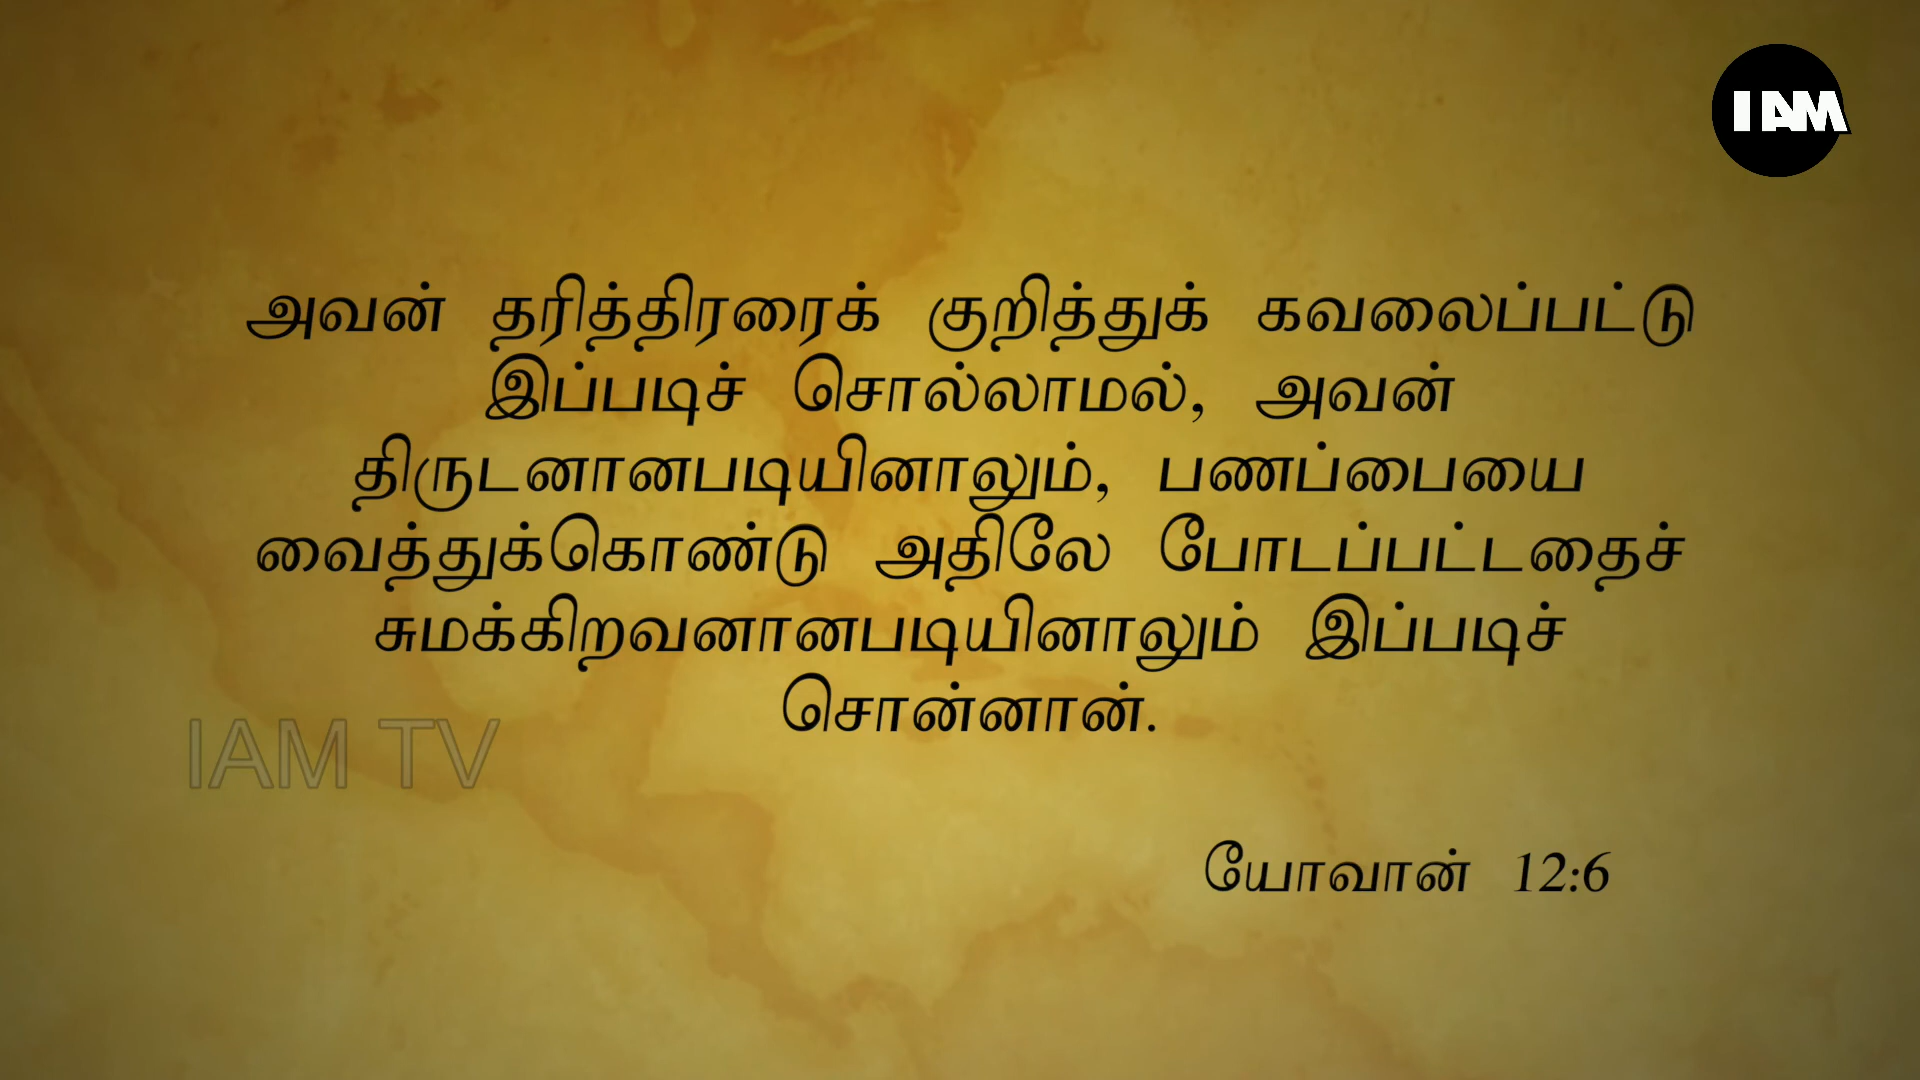 I AM
அவன் தரித்திரரைக் குறித்துக் கவலைப்பட்டு
இப்படிச் சொல்லாமல், அவன்
திருடனானபடியினாலும், பணப்பையை
வைத்துக்கொண்டு அதிலே போடப்பட்டதைச்
சுமக்கிறவனானபடியினாலும் இப்படிச்
சொன்னான்.
IAM TV
யோவான் 12:6